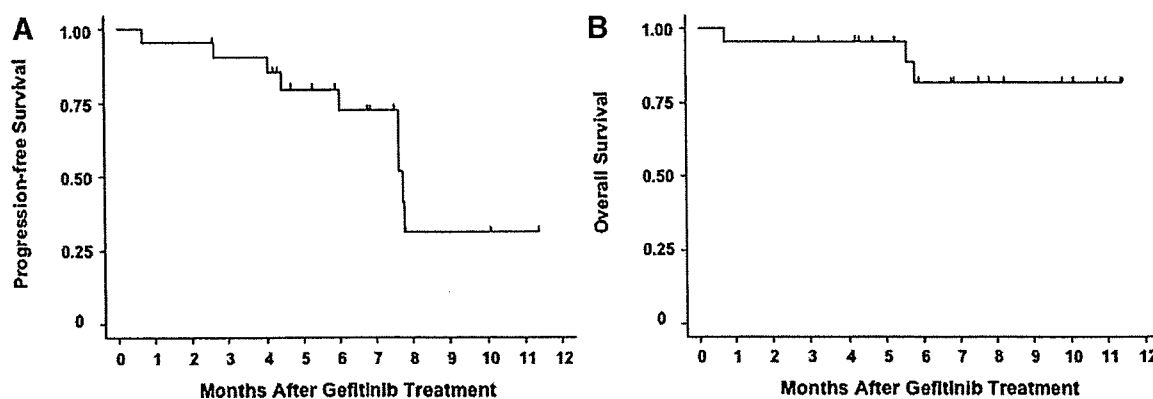 A
Progression-free Survival
1.00
0.75
0.50
0.25
0
0 1 2 3 4 5 6 7 8 9 10 11 12
Months After Gefitinib Treatment
B
Overall Survival
1.00
0.75
0.50
0.25
0
0 1 2 3 4 5 6 7 8 9 10 11 12
Months After Gefitinib Treatment